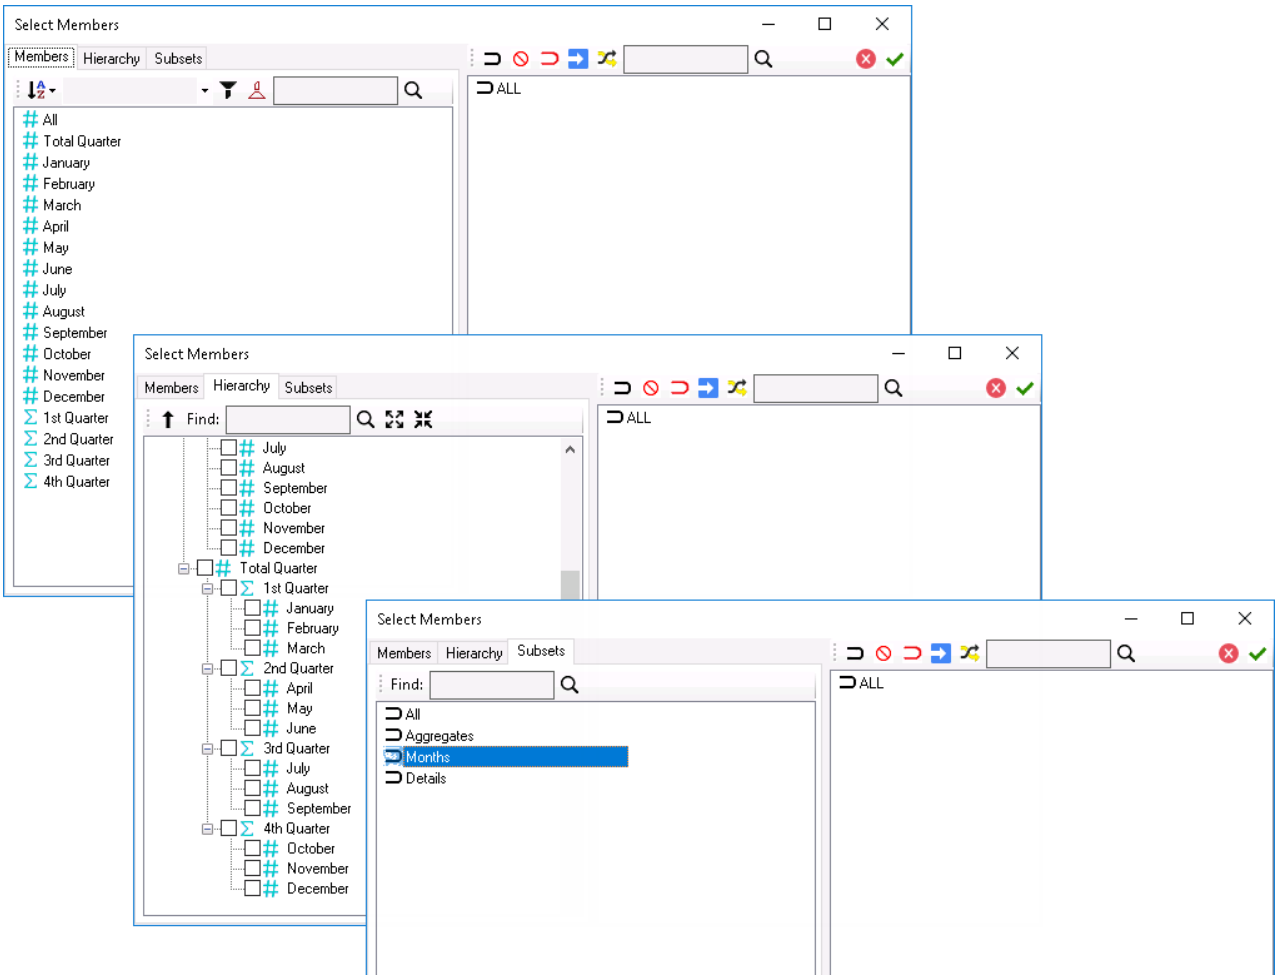 Select Members
Members Hierarchy Subsets
ALL
All
Total Quarter
January
February
March
April
May
June
July
August
September
October
November
December
1st Quarter
2nd Quarter
3rd Quarter
4th Quarter
Select Members
Members Hierarchy Subsets
Find:
ALL
July
August
September
October
November
December
Total Quarter
1st Quarter
January
February
March
2nd Quarter
April
May
June
3rd Quarter
July
August
September
4th Quarter
October
November
December
Select Members
Members Hierarchy Subsets
Find:
ALL
All
Aggregates
Months
Details